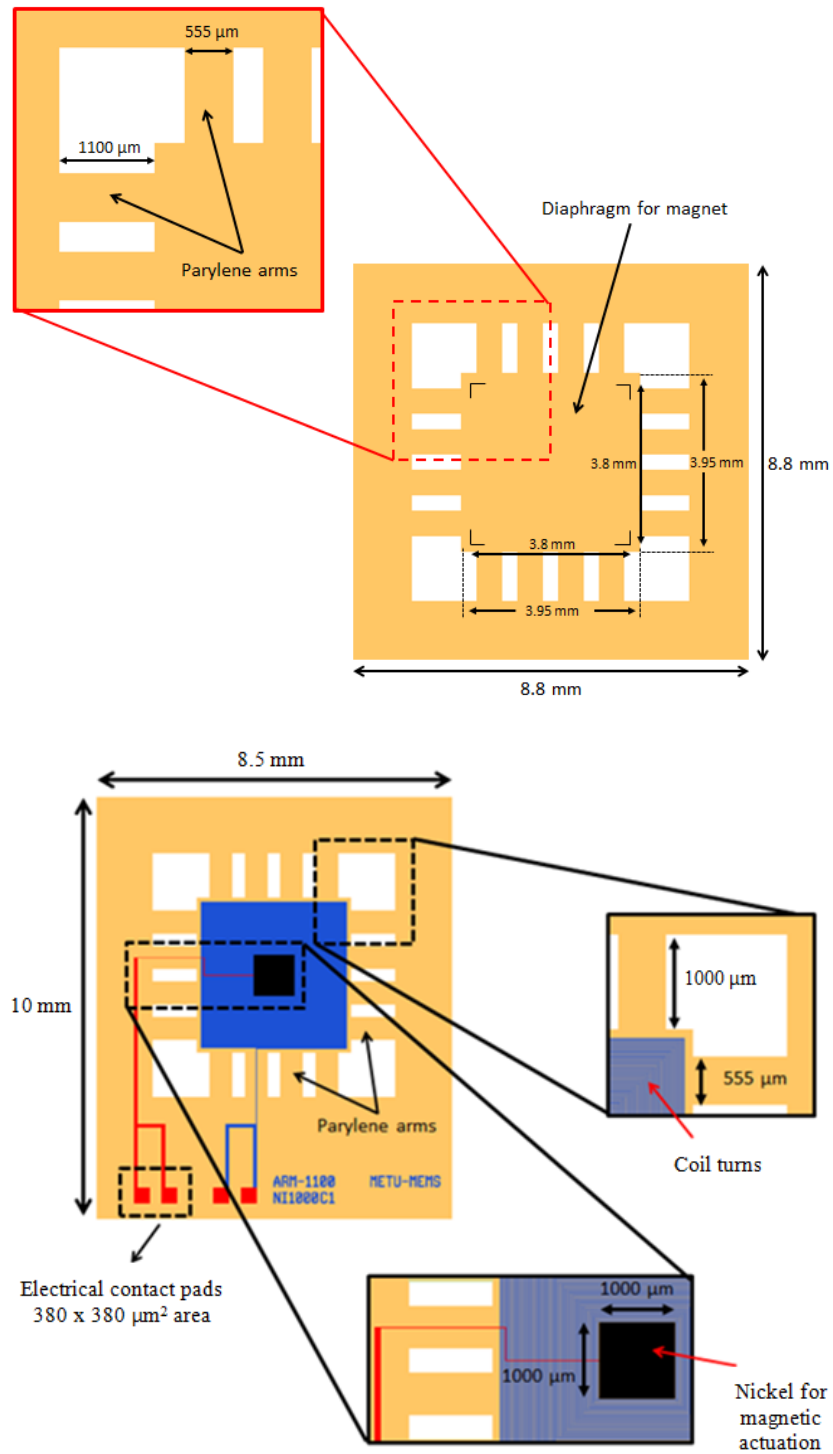 555 µm
1100 µm
Parylene arms
Diaphragm for magnet
3.8 mm
3.95 mm
8.8 mm
3.8 mm
3.95 mm
8.8 mm
8.5 mm
10 mm
1000 µm
555 µm
Coil turns
Parylene arms
ARM-1100 METU-MEMS
NI1000C1
Electrical contact pads
380 x 380 µm² area
1000 µm
1000 µm
Nickel for
magnetic
actuation